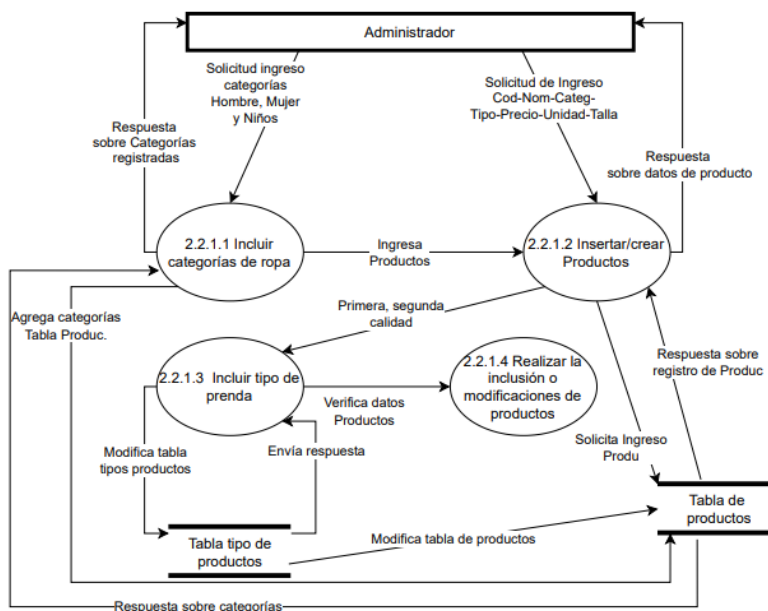 Administrador
Solicitud ingreso
categorías
Hombre, Mujer
y Niños
Solicitud de Ingreso
Cod-Nom-Categ-
Tipo-Precio-Unidad-Talla
Respuesta
sobre Categorías
registradas
Respuesta
sobre datos de producto
2.2.1.1 Incluir
categorías de ropa
Ingresa
Productos
2.2.1.2 Insertar/crear
Productos
Agrega categorías
Tabla Produc.
Primera, segunda
calidad
2.2.1.3 Incluir tipo de
prenda
Verifica datos
Productos
2.2.1.4 Realizar la
inclusión o
modificaciones de
productos
Respuesta sobre
registro de Produc
Modifica tabla
tipos productos
Envía respuesta
Solicita Ingreso
Produ
Tabla tipo de
productos
Modifica tabla de productos
Tabla de
productos
Respuesta sobre categorías